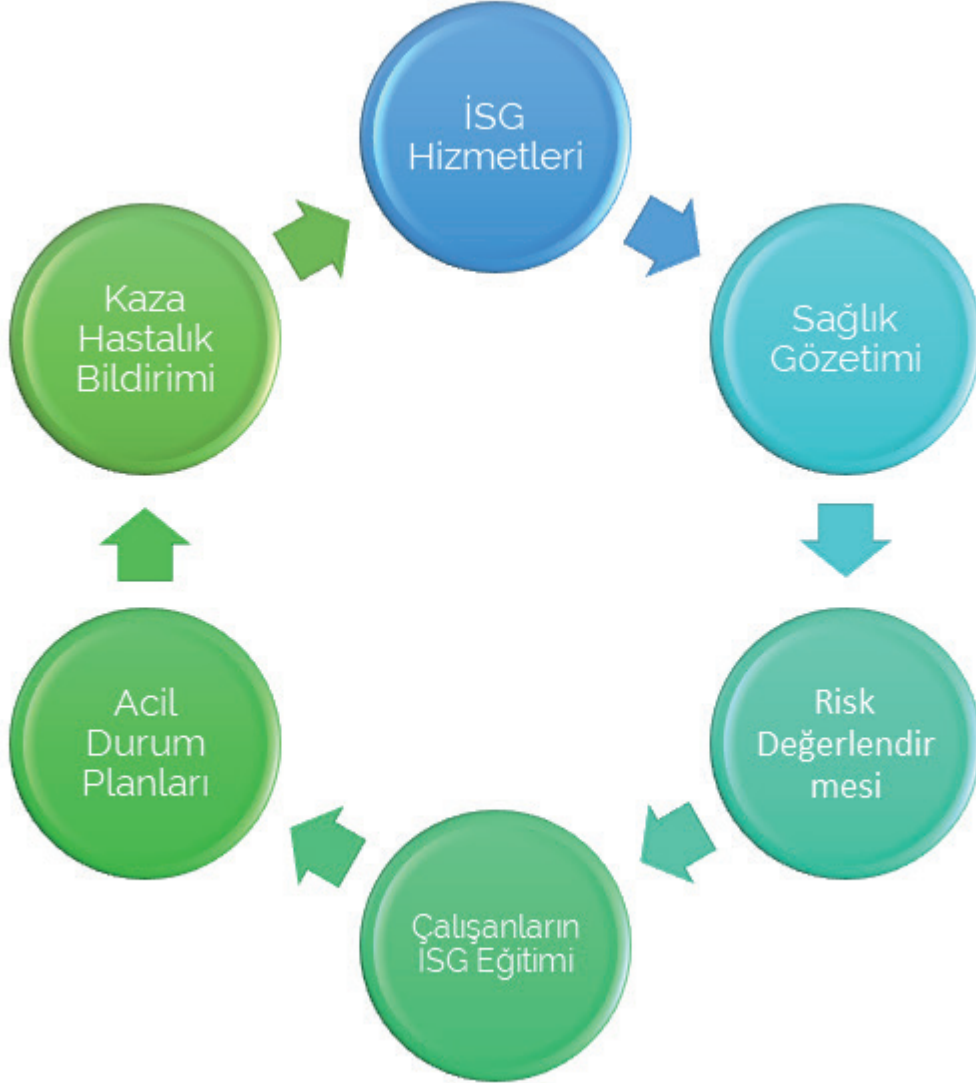 İSG
Hizmetleri
Sağlık
Gözetimi
Risk
Değerlendir
mesi
Çalışanların
İSG Eğitimi
Acil
Durum
Planları
Kaza
Hastalık
Bildirimi